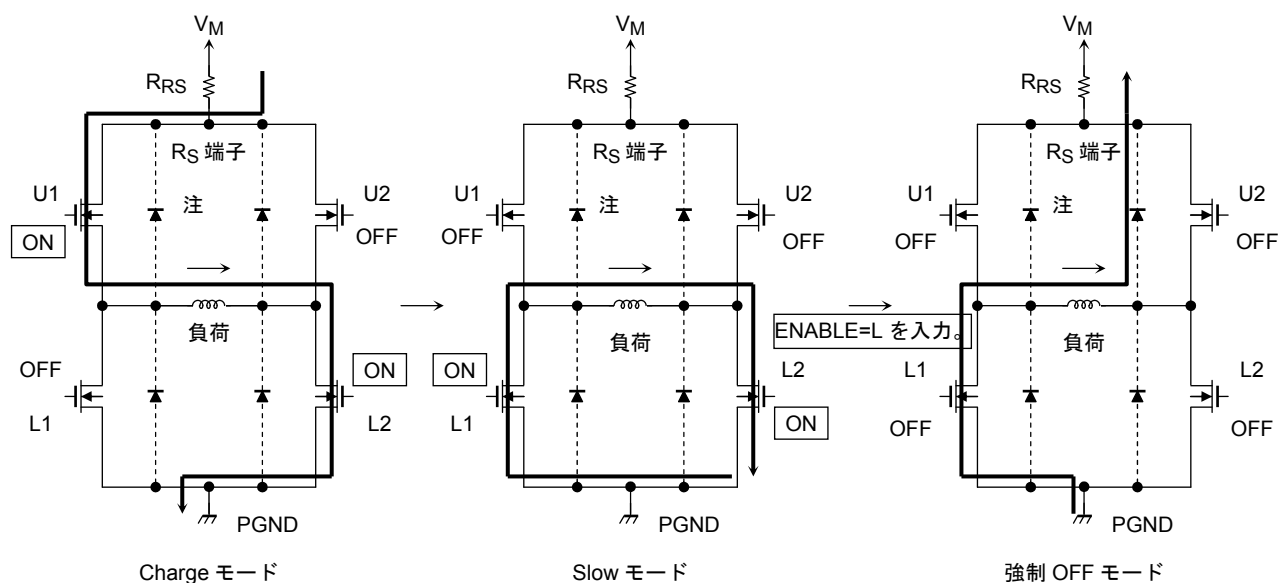 VM
RRS
RS 端子
U1
注
U2
ON
OFF
負荷
OFF
ON
L1
L2
PGND
Charge モード
VM
RRS
RS 端子
U1
注
U2
OFF
OFF
負荷
ON
L2
L1
ON
PGND
Slow モード
ENABLE=L を入力。
VM
RRS
RS 端子
U1
注
U2
OFF
OFF
負荷
L1
L2
OFF
OFF
PGND
強制 OFF モード